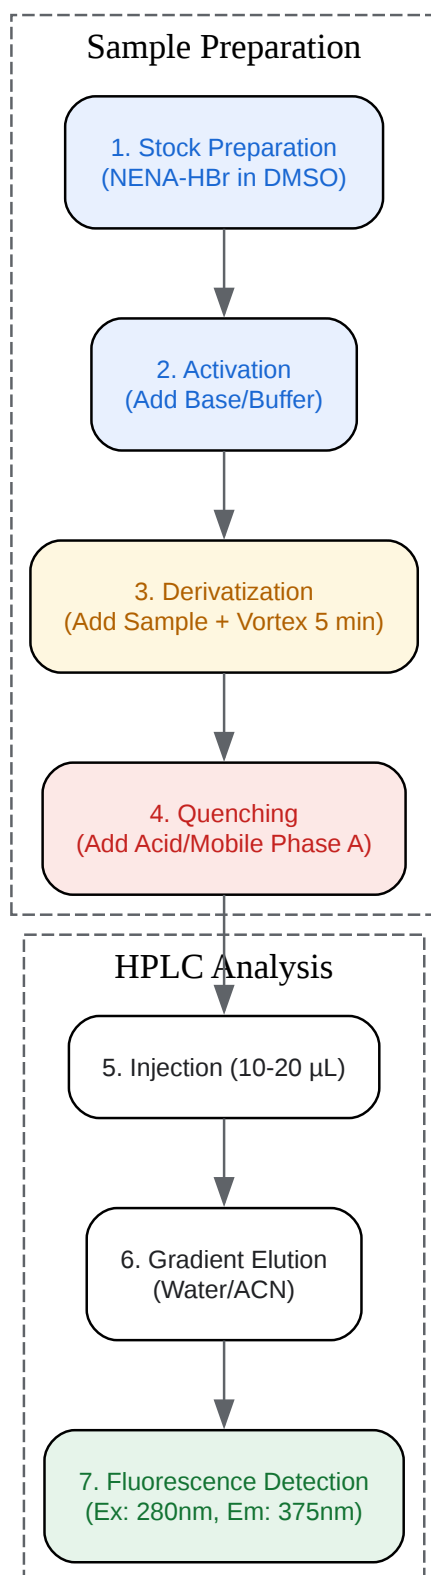 Sample Preparation
1. Stock Preparation
(NENA-HBr in DMSO)
2. Activation
(Add Base/Buffer)
3. Derivatization
(Add Sample + Vortex 5 min)
4. Quenching
(Add Acid/Mobile Phase A)
HPLC Analysis
5. Injection (10-20 µL)
6. Gradient Elution
(Water/ACN)
7. Fluorescence Detection
(Ex: 280nm, Em: 375nm)